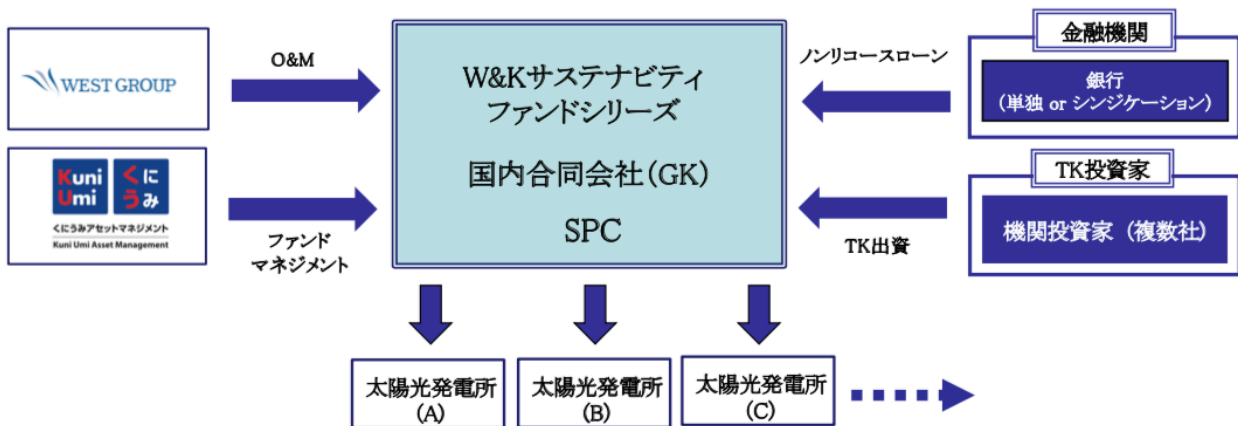 WEST GROUP
O&M
Kuni
Umi
くに
うみ
くにうみアセットマネジメント
Kuni Umi Asset Management
ファンド
マネジメント
W&Kサステナビティ
ファンドシリーズ
国内合同会社(GK)
SPC
ノンリコースローン
金融機関
銀行
(単独 or シンジケーション)
TK出資
TK投資家
機関投資家 (複数社)
太陽光発電所
(A)
太陽光発電所
(B)
太陽光発電所
(C)